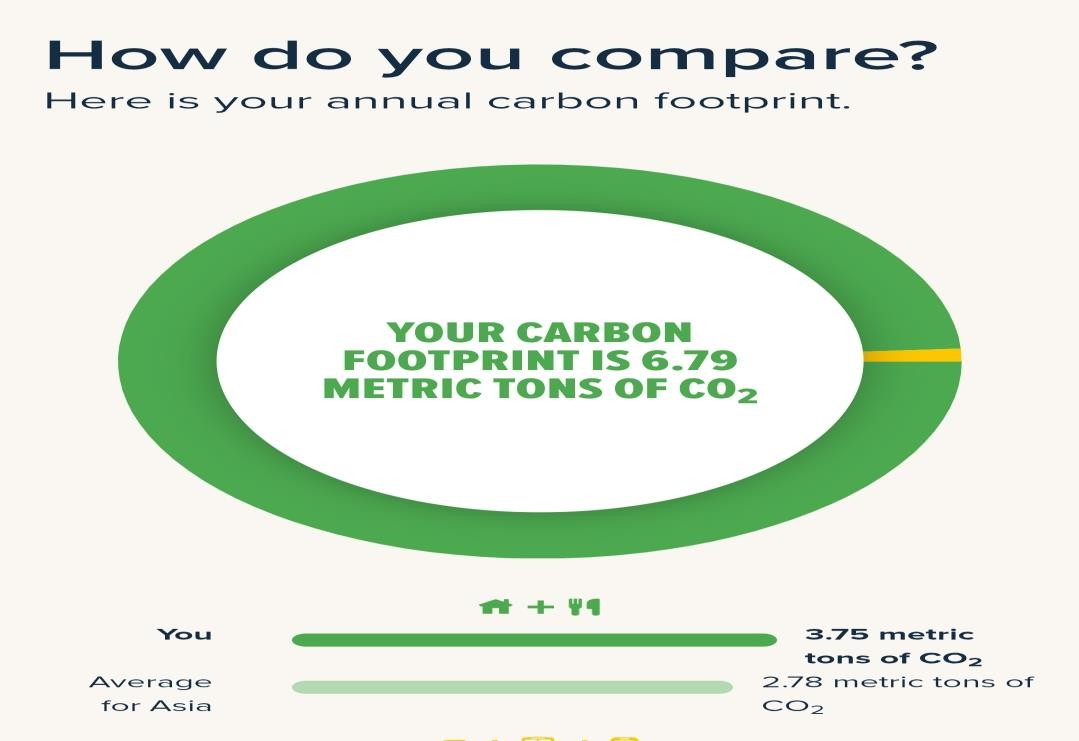 How do you compare?
Here is your annual carbon footprint.
YOUR CARBON
FOOTPRINT IS 6.79
METRIC TONS OF CO₂
You
3.75 metric
tons of CO₂
Average
for Asia
2.78 metric tons of
CO₂